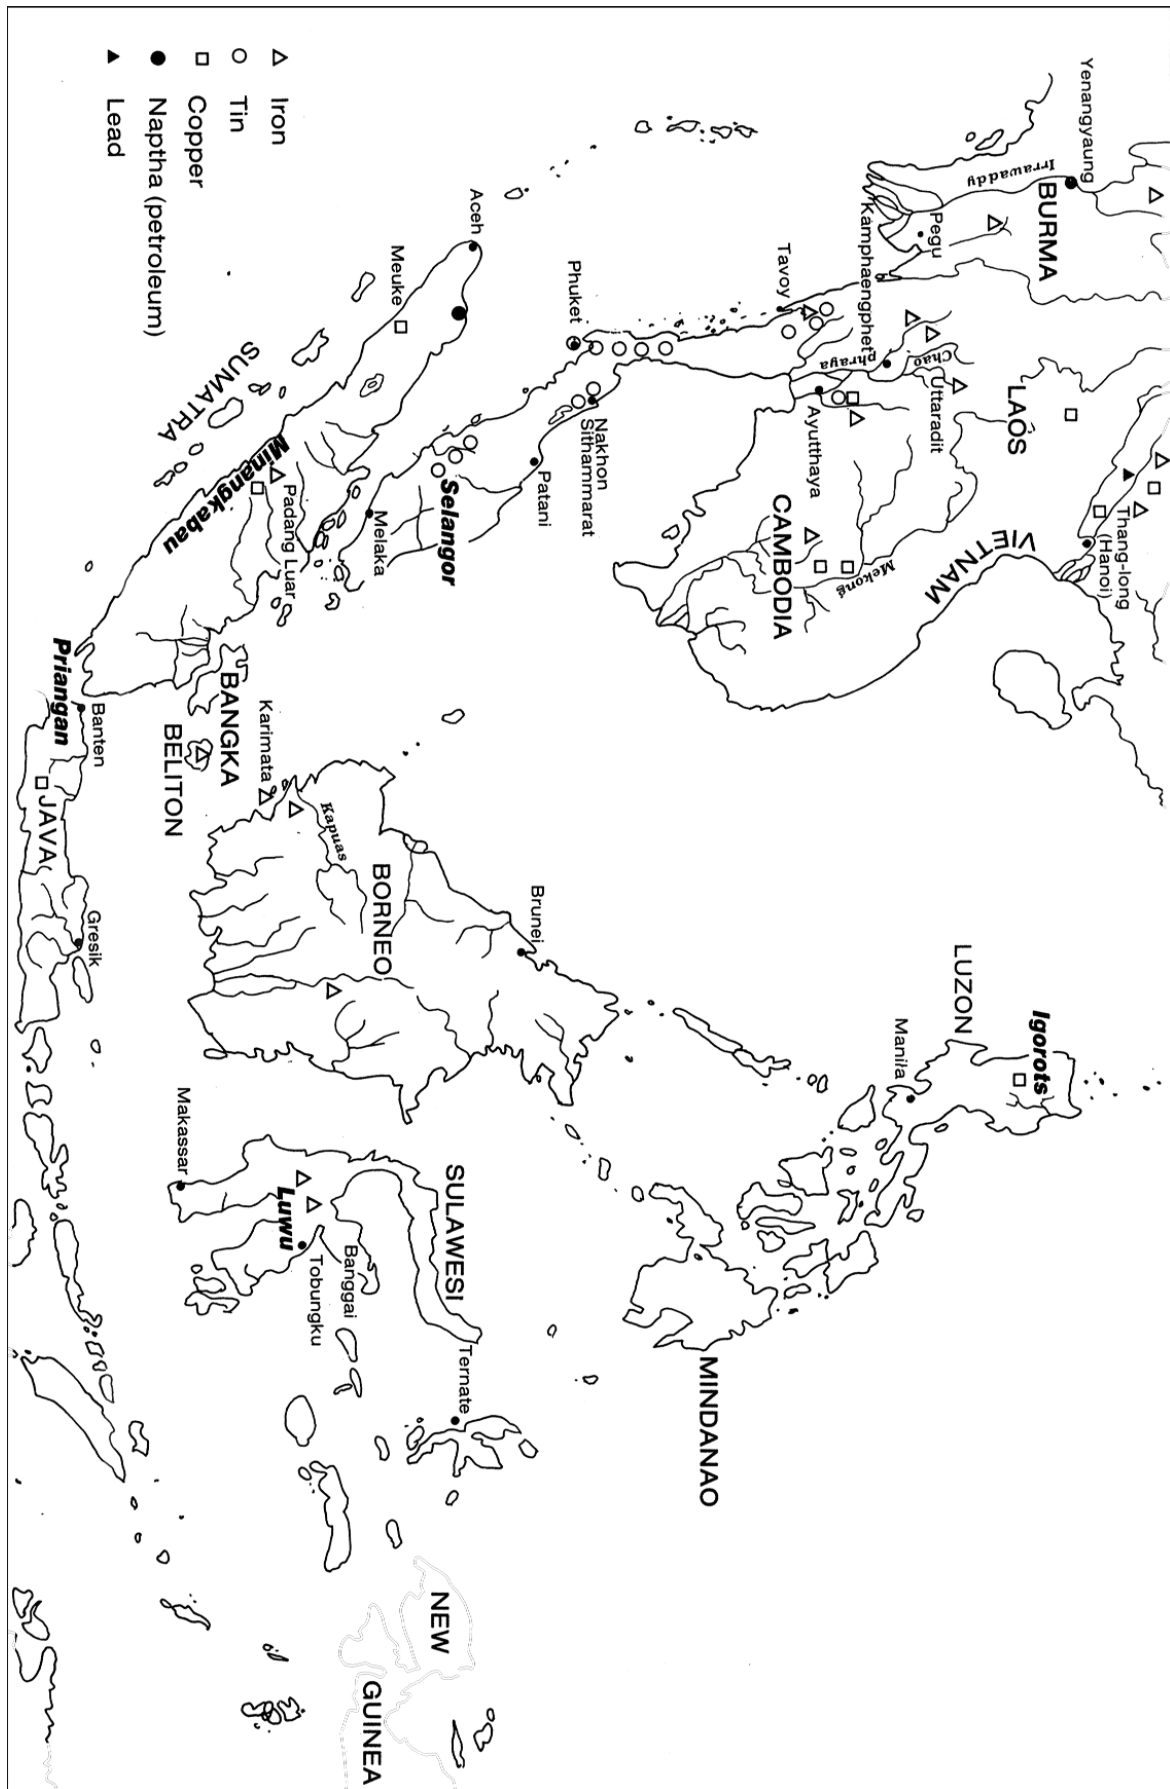 Yenangyaung
Irrawaddy
BURMA
Pegu
Kamphaengphet
Tavoy
Chao
phraya
Uttaradit
LAOS
Thang-long
(Hanoi)
VIETNAM
Ayutthaya
CAMBODIA
Mekong
Phuket
Nakhon
Sithammarat
Patani
Selangor
Melaka
Aceh
Meuke
SUMATRA
Minangkabau
Padang Luar
BANGKA
BELITON
Karimata
Kapuas
BORNEO
Brunei
LUZON
Igorots
Manila
MINDANAO
Priangan
Banten
JAVA
Gresik
Makassar
SULAWESI
Luwu
Tobungku
Banggai
Ternate
NEW
GUINEA
Iron
Tin
Copper
Naptha (petroleum)
Lead